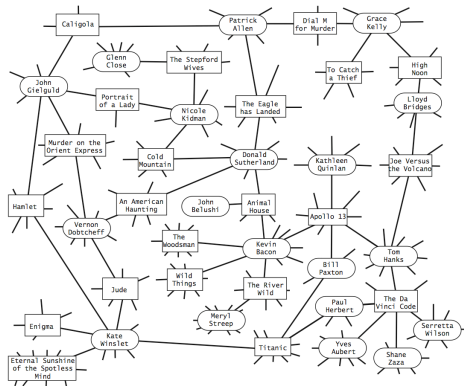 Caligola
Patrick
Allen
Dial M
for Murder
Grace
Kelly
Glenn
Close
The Stepford
Wives
To Catch
a Thief
High
Noon
John
Gielguld
Portrait
of a Lady
Nicole
Kidman
The Eagle
has Landed
Lloyd
Bridges
Murder on the
Orient Express
Cold
Mountain
Donald
Sutherland
Kathleen
Quinlan
Joe Versus
the Volcano
Hamlet
An American
Haunting
John
Belushi
Animal
House
Apollo 13
Vernon
Dobtcheff
The
Woodsman
Kevin
Bacon
Tom
Hanks
Wild
Things
Bill
Paxton
Jude
The River
Wild
Paul
Herbert
The Da
Vinci Code
Meryl
Streep
Enigma
Kate
Winslet
Titanic
Yves
Aubert
Shane
Zaza
Serretta
Wilson
Eternal Sunshine
of the Spotless
Mind